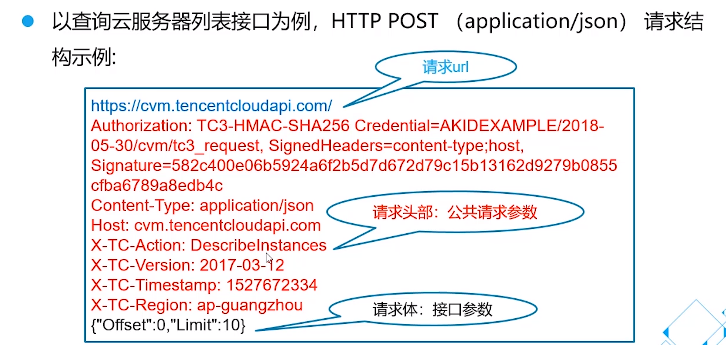 以查询云服务器列表接口为例，HTTP POST （application/json） 请求结
构示例:
请求url
https://cvm.tencentcloudapi.com/
Authorization: TC3-HMAC-SHA256 Credential=AKIDEXAMPLE/2018-
05-30/cvm/tc3_request, SignedHeaders=content-type;host,
Signature=582c400e06b5924a6f2b5d7d672d79c15b13162d9279b0855
cfba6789a8edb4c
Content-Type: application/json
Host: cvm.tencentcloudapi.com
请求头部：公共请求参数
X-TC-Action: DescribeInstances
X-TC-Version: 2017-03-12
X-TC-Timestamp: 1527672334
X-TC-Region: ap-guangzhou
请求体：接口参数
{"Offset":0,"Limit":10}